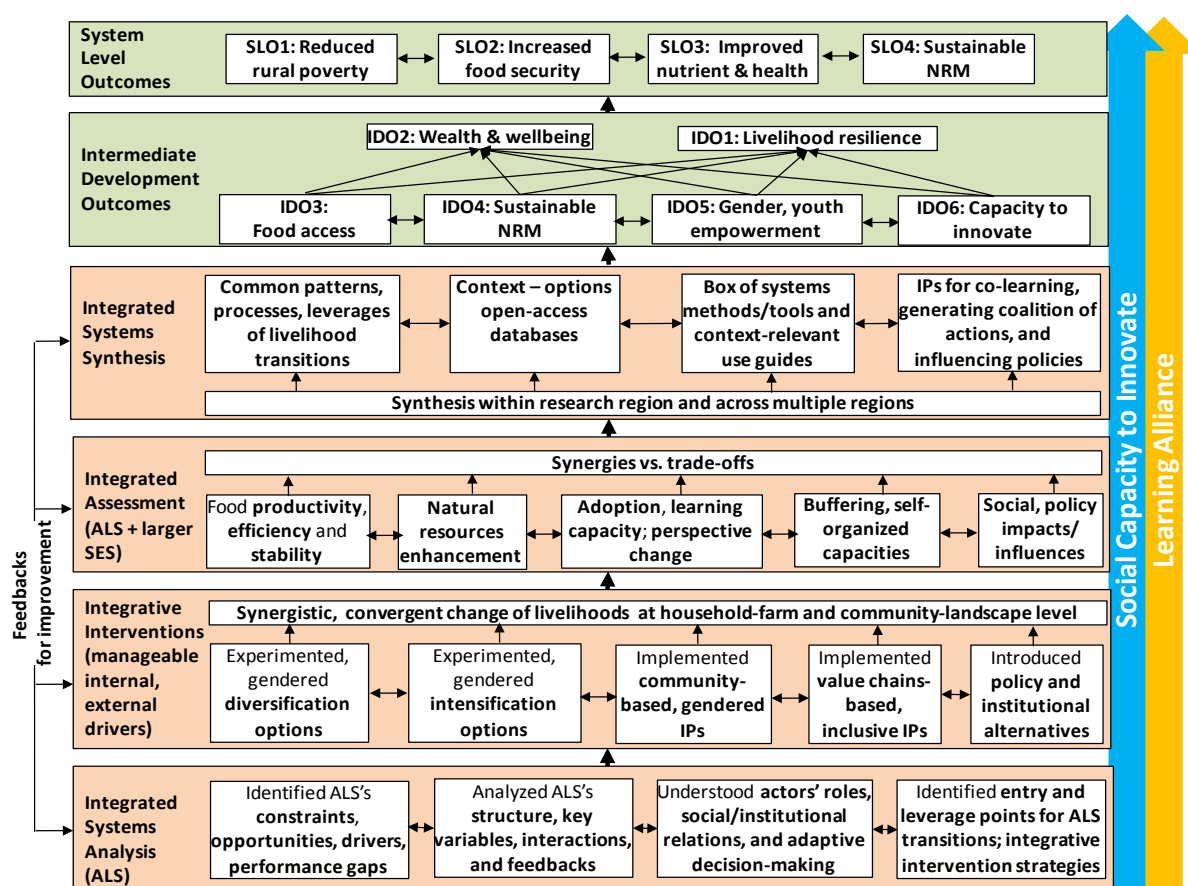 System
Level
Outcomes
SLO1: Reduced
rural poverty
SLO2: Increased
food security
SLO3:  Improved
nutrient & health
SLO4: Sustainable
NRM
Intermediate
Development
Outcomes
IDO2: Wealth & wellbeing
IDO1: Livelihood resilience
IDO3:
Food access
IDO4: Sustainable
NRM
IDO5: Gender, youth
empowerment
IDO6: Capacity to
innovate
Integrated
Systems
Synthesis
Common patterns,
processes, leverages
of livelihood
transitions
Context – options
open-access
databases
Box of systems
methods/tools and
context-relevant
use guides
IPs for co-learning,
generating coalition of
actions, and
influencing policies
Synthesis within research region and across multiple regions
Integrated
Assessment
(ALS + larger
SES)
Synergies vs. trade-offs
Food productivity,
efficiency and
stability
Natural
resources
enhancement
Adoption, learning
capacity; perspective
change
Buffering, self-
organized
capacities
Social, policy
impacts/
influences
Integrative
Interventions
(manageable
internal,
external
drivers)
Synergistic, convergent change of livelihoods at household-farm and community-landscape level
Experimented,
gendered
diversification
options
Experimented,
gendered
intensification
options
Implemented
community-
based, gendered
IPs
Implemented
value chains-
based,
inclusive IPs
Introduced
policy and
institutional
alternatives
Integrated
Systems
Analysis
(ALS)
Identified ALS's
constraints,
opportunities, drivers,
performance gaps
Analyzed ALS's
structure, key
variables, interactions,
and feedbacks
Understood actors' roles,
social/institutional
relations, and adaptive
decision-making
Identified entry and
leverage points for ALS
transitions; integrative
intervention strategies
Feedbacks
for improvement
Social Capacity to Innovate
Learning Alliance